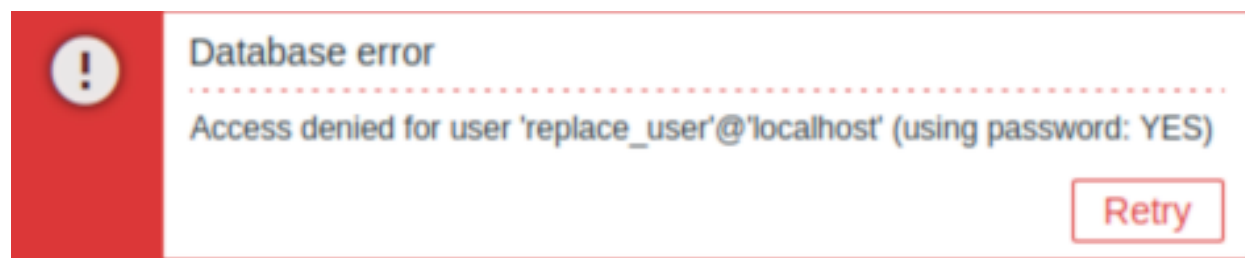 !
Database error
Access denied for user 'replace_user'@'localhost' (using password: YES)
Retry